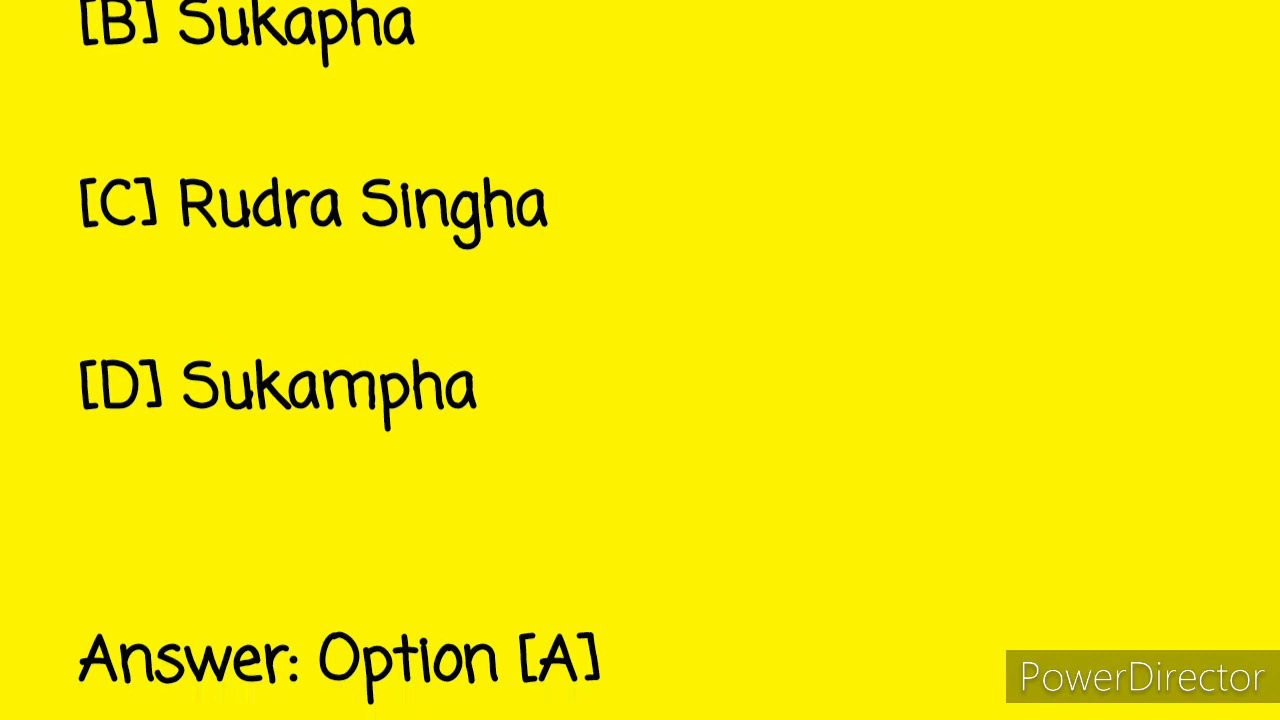 [B] Sukapha
[C] Rudra Singha
[D] Sukampha
Answer: Option [A]
PowerDirector